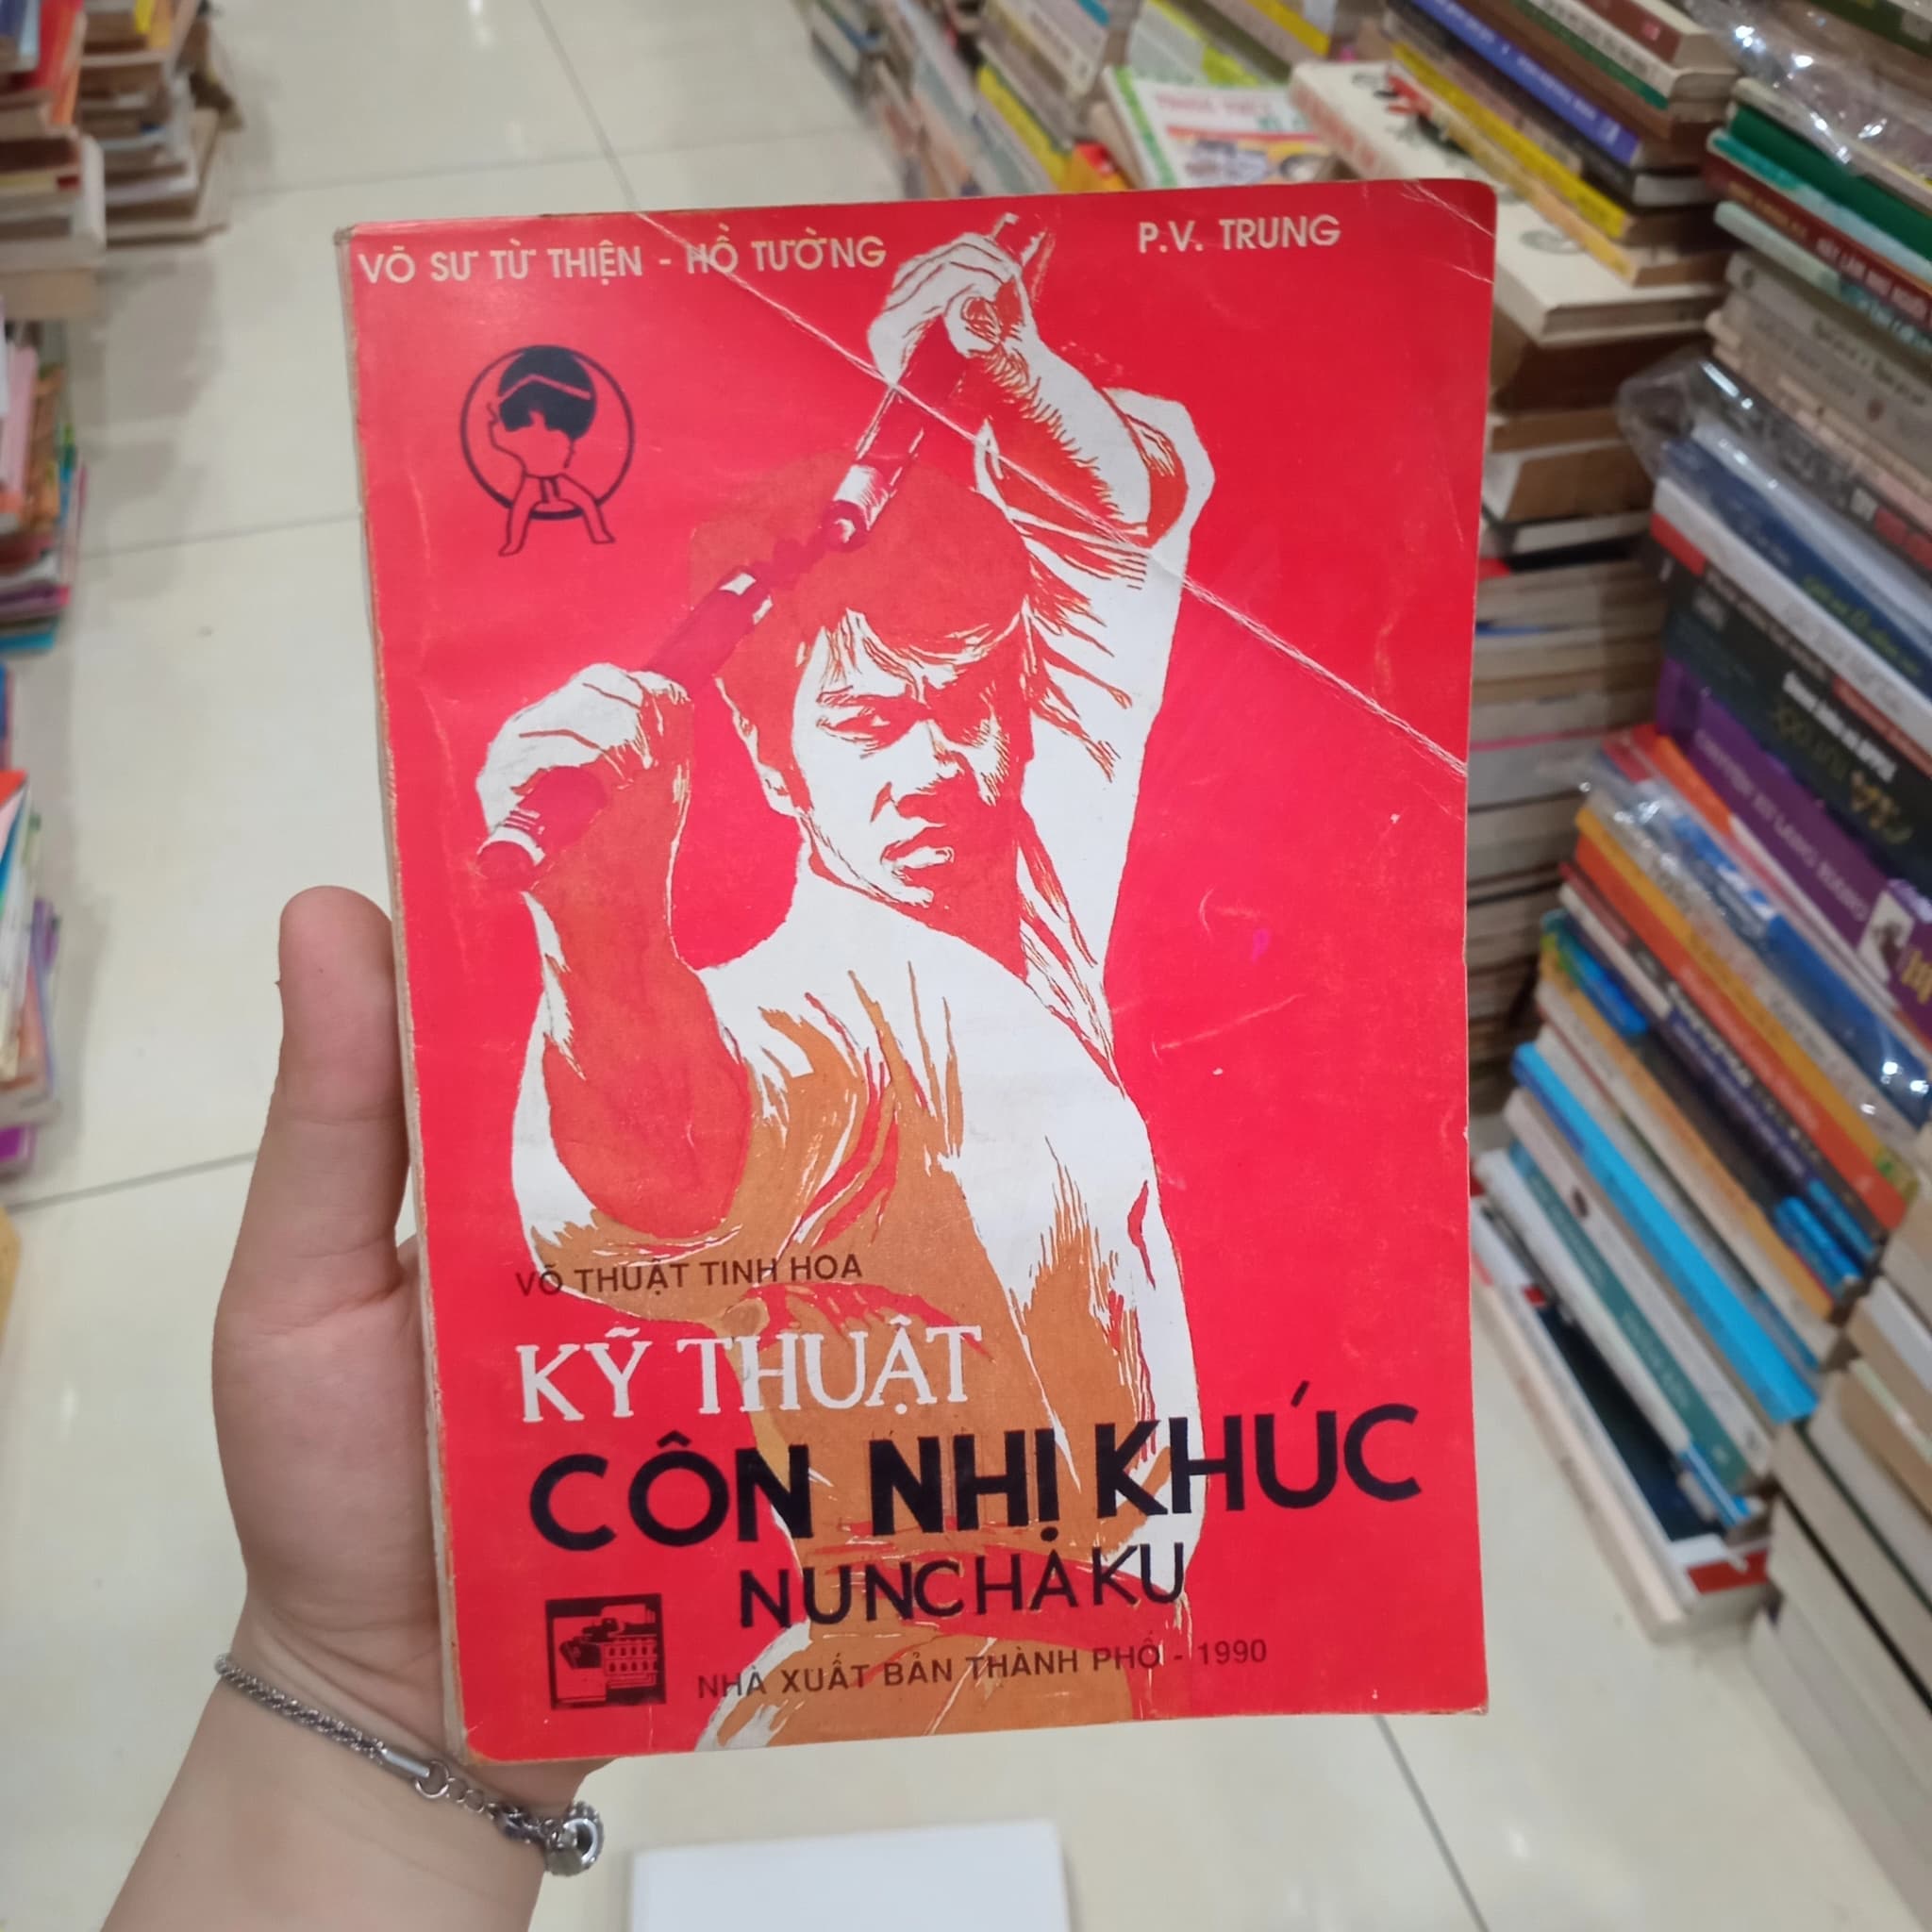 VÕ SƯ TỪ THIỆN - HỒ TƯỜNG
P.V. TRUNG
VÕ THUẬT TINH HOA
KỸ THUẬT
CÔN NHỊ KHÚC
NUNCHAKU
NHÀ XUẤT BẢN THÀNH PHỐ - 1990